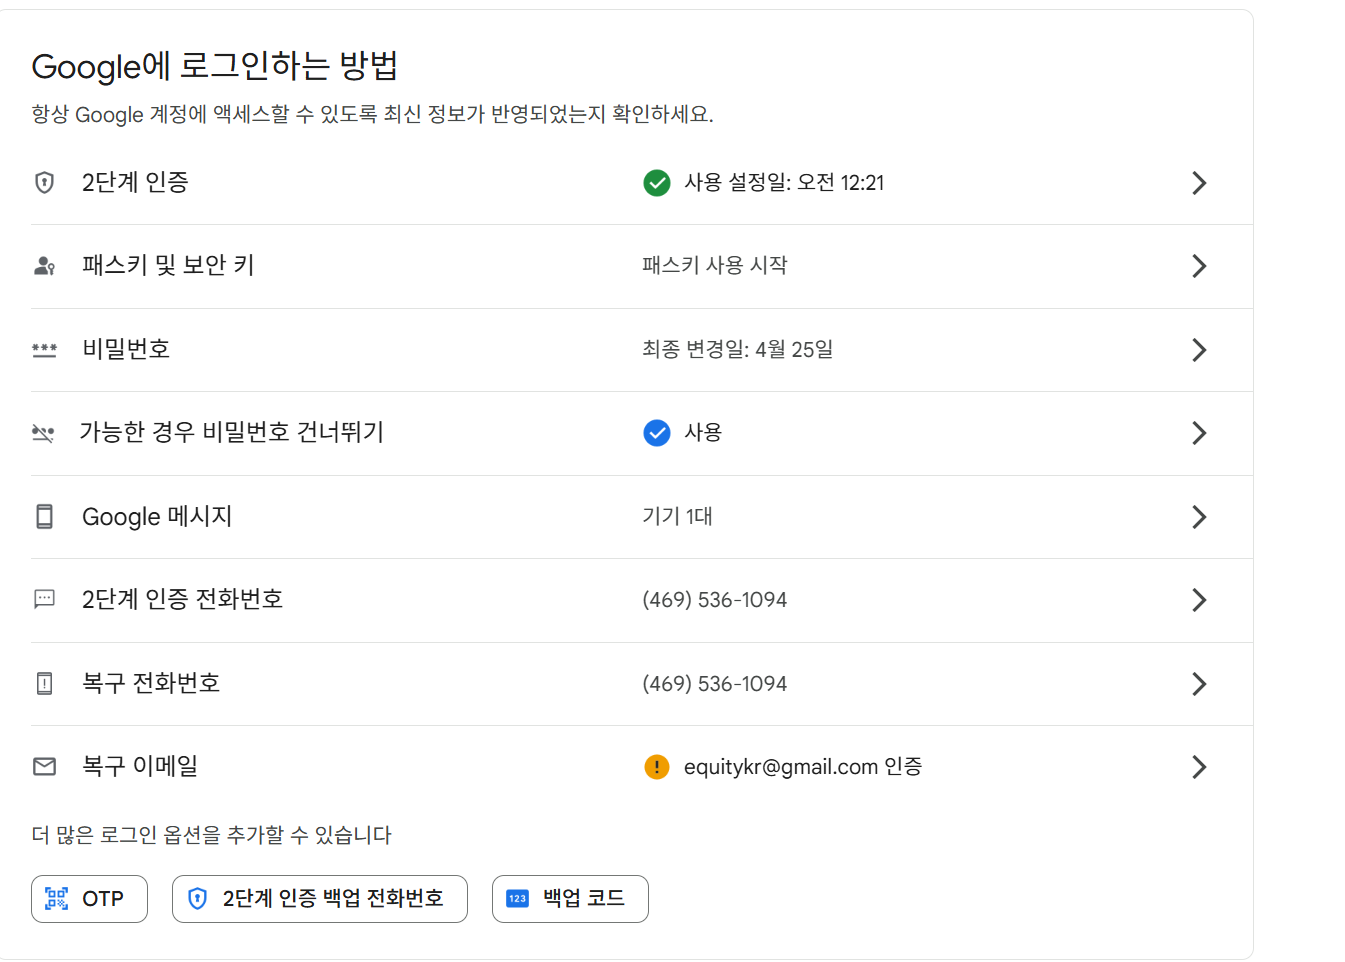 Google에 로그인하는 방법
항상 Google 계정에 액세스할 수 있도록 최신 정보가 반영되었는지 확인하세요.
2단계 인증 사용 설정일: 오전 12:21
패스키 및 보안 키 패스키 사용 시작
비밀번호 최종 변경일: 4월 25일
가능한 경우 비밀번호 건너뛰기 사용
Google 메시지 기기 1대
2단계 인증 전화번호 (469) 536-1094
복구 전화번호 (469) 536-1094
복구 이메일 equitykr@gmail.com 인증
더 많은 로그인 옵션을 추가할 수 있습니다
OTP 2단계 인증 백업 전화번호 123 백업 코드